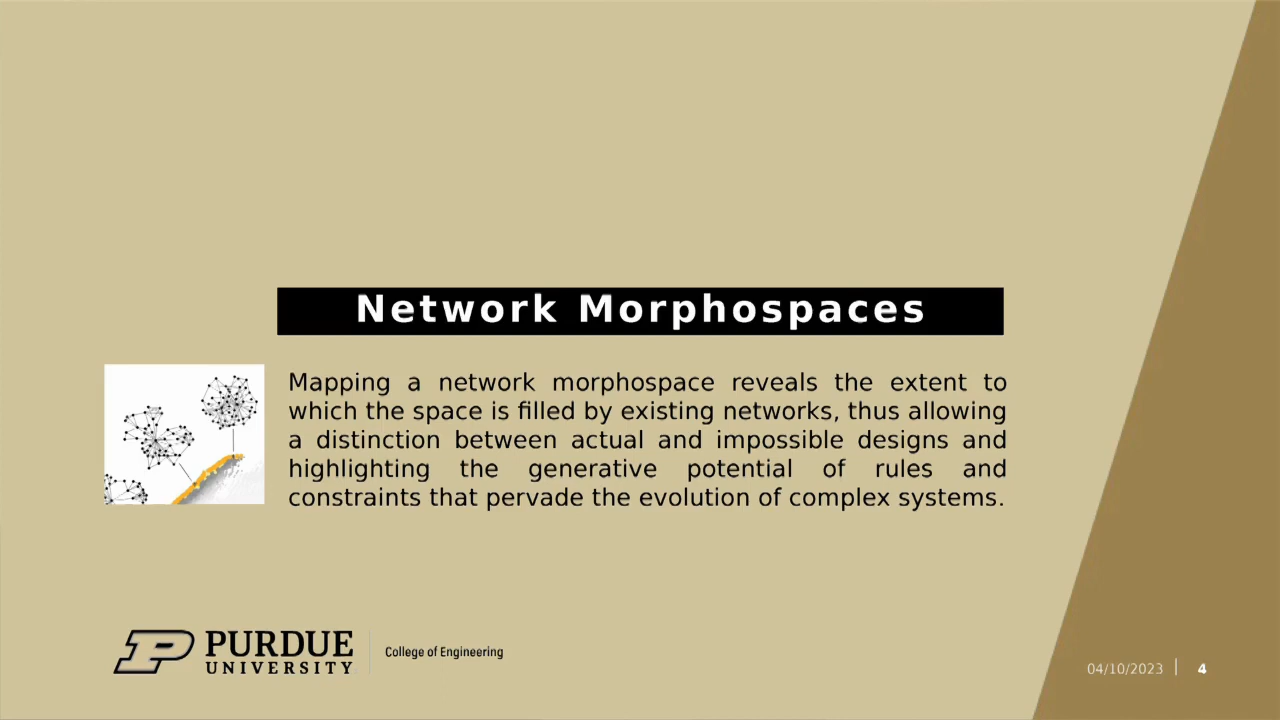 Network Morphospaces
Mapping a network morphospace reveals the extent to
which the space is filled by existing networks, thus allowing
a distinction between actual and impossible designs and
highlighting the generative potential of rules and
constraints that pervade the evolution of complex systems.
P PURDUE
UNIVERSITY
College of Engineering
04/10/2023 | 4